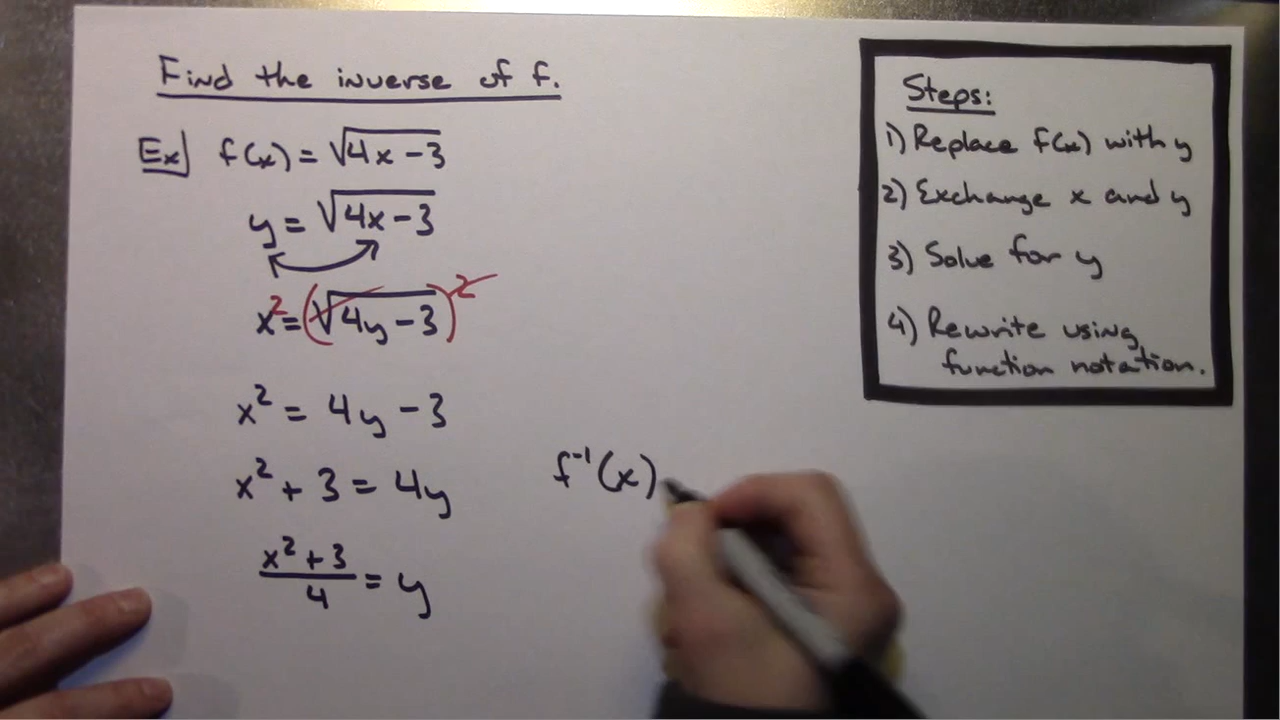 Find the inverse of f.
Ex] f(x) = √(4x - 3)
y = √(4x - 3)
x² = (√(4y - 3))²
x² = 4y - 3
x² + 3 = 4y
(x² + 3)/4 = y
f⁻¹(x)
Steps:
1) Replace f(x) with y
2) Exchange x and y
3) Solve for y
4) Rewrite using
function notation.